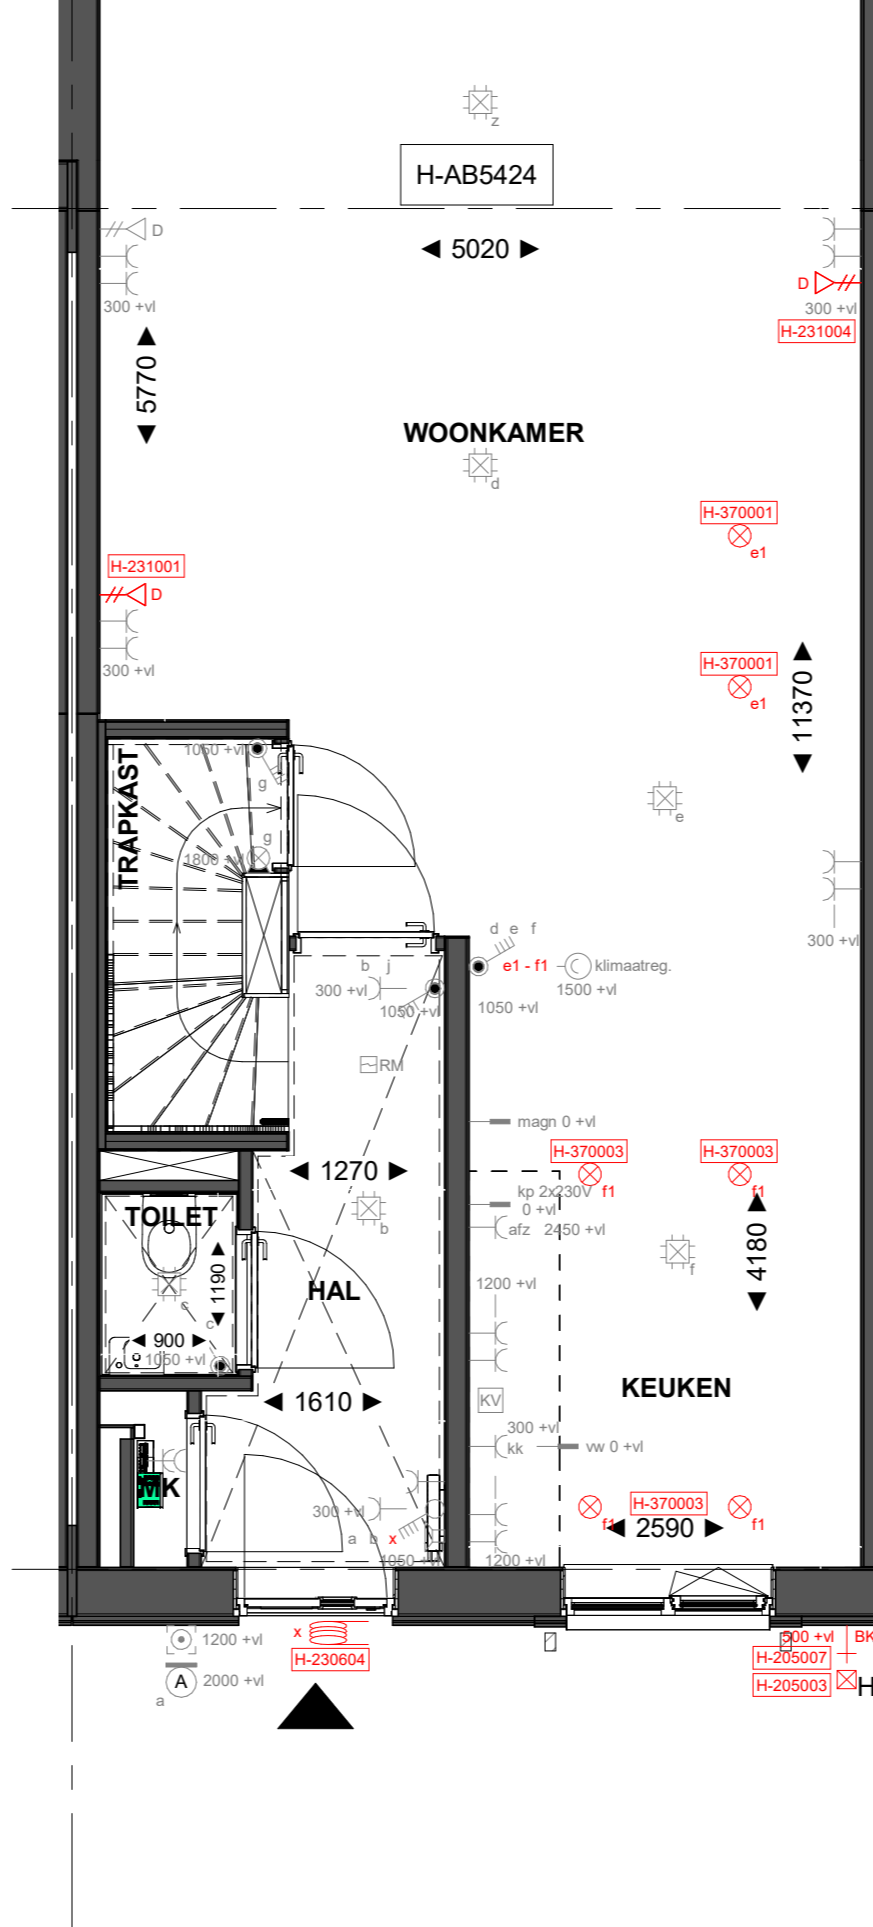 z
H-AB5424
D
5020
300 +vl
D
300 +vl
H-231004
5770
WOONKAMER
d
H-370001
e1
H-231001
D
300 +vl
H-370001
e1
11370
TRAPKAST
1050 +vl
g
e
g
1800 +vl
300 +vl
d e f
b j
e1 - f1
klimaatreg.
300 +vl
1500 +vl
1050 +vl
1050 +vl
RM
magn 0 +vl
H-370003
H-370003
1270
f1
f1
kp 2x230V
0 +vl
TOILET
b
afz 2450 +vl
4180
f
1190
1200 +vl
HAL
c
c
900
1050 +vl
KEUKEN
1610
KV
300 +vl
kk
vw 0 +vl
MK
300 +vl
H-370003
f1
2590
f1
a b x
1050 +vl
1200 +vl
1200 +vl
x
500 +vl
BK
H-230604
H-205007
A
2000 +vl
H-205003
H
a